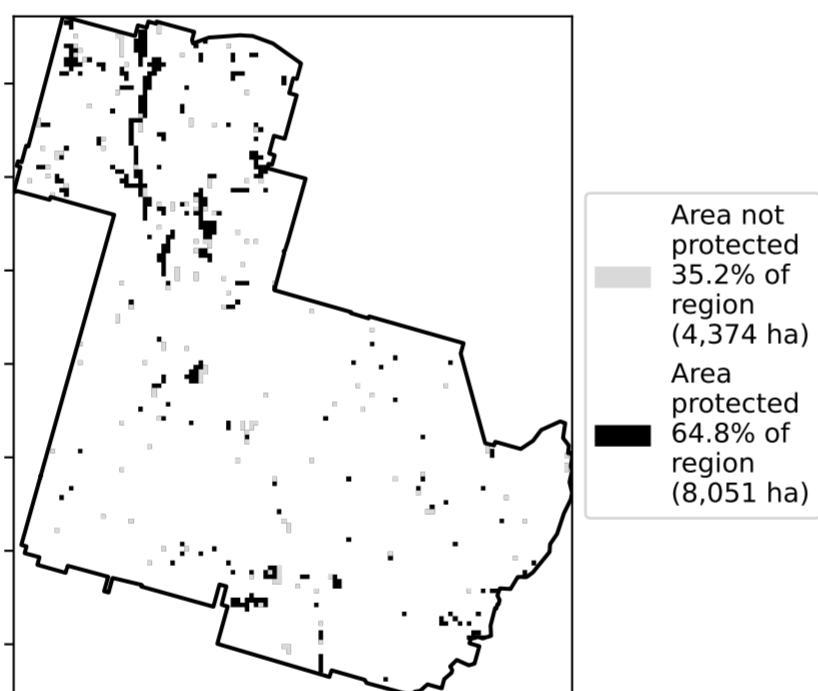 Area not
protected
35.2% of
region
(4,374 ha)
Area
protected
64.8% of
region
(8,051 ha)